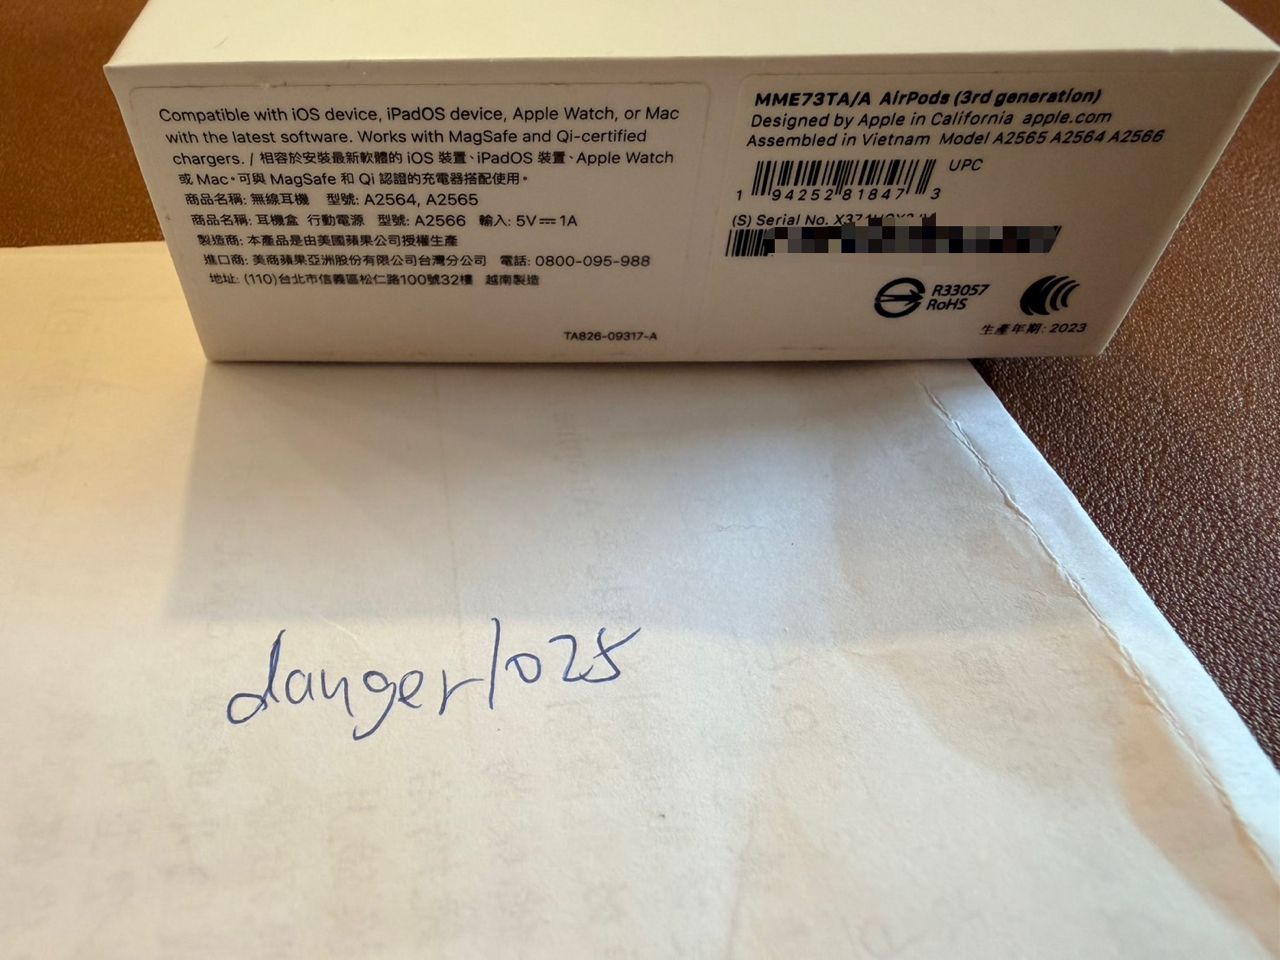 Compatible with iOS device, iPadOS device, Apple Watch, or Mac
with the latest software. Works with MagSafe and Qi-certified
chargers. / 相容於安裝最新軟體的 iOS 裝置、iPadOS 裝置、Apple Watch
或 Mac。可與 MagSafe 和 Qi 認證的充電器搭配使用。
商品名稱: 無線耳機 型號: A2564, A2565
商品名稱: 耳機盒 行動電源 型號: A2566 輸入: 5V⎓1A
製造商: 本產品是由美國蘋果公司授權生產
進口商: 美商蘋果亞洲股份有限公司台灣分公司 電話: 0800-095-988
地址: (110)台北市信義區松仁路100號32樓 越南製造
TA826-09317-A
MME73TA/A AirPods (3rd generation)
Designed by Apple in California apple.com
Assembled in Vietnam Model A2565 A2564 A2566
UPC
1 94252 81847 3
(S) Serial No.
R33057
RoHS
生產年期: 2023
danger1025